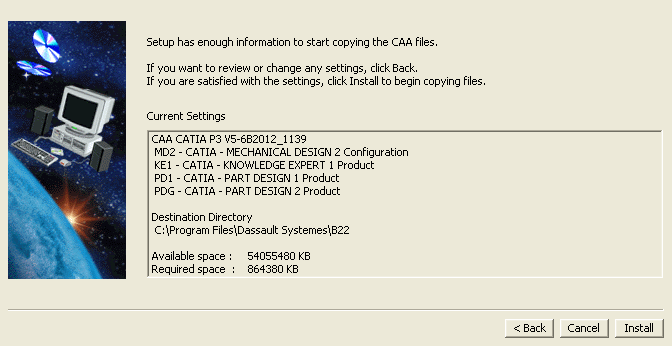 Setup has enough information to start copying the CAA files.
If you want to review or change any settings, click Back.
If you are satisfied with the settings, click Install to begin copying files.
Current Settings
CAA CATIA P3 V5-6B2012_1139
MD2 - CATIA - MECHANICAL DESIGN 2 Configuration
KE1 - CATIA - KNOWLEDGE EXPERT 1 Product
PD1 - CATIA - PART DESIGN 1 Product
PDG - CATIA - PART DESIGN 2 Product
Destination Directory
C:\Program Files\Dassault Systemes\B22
Available space : 54055480 KB
Required space : 864380 KB
< Back Cancel Install